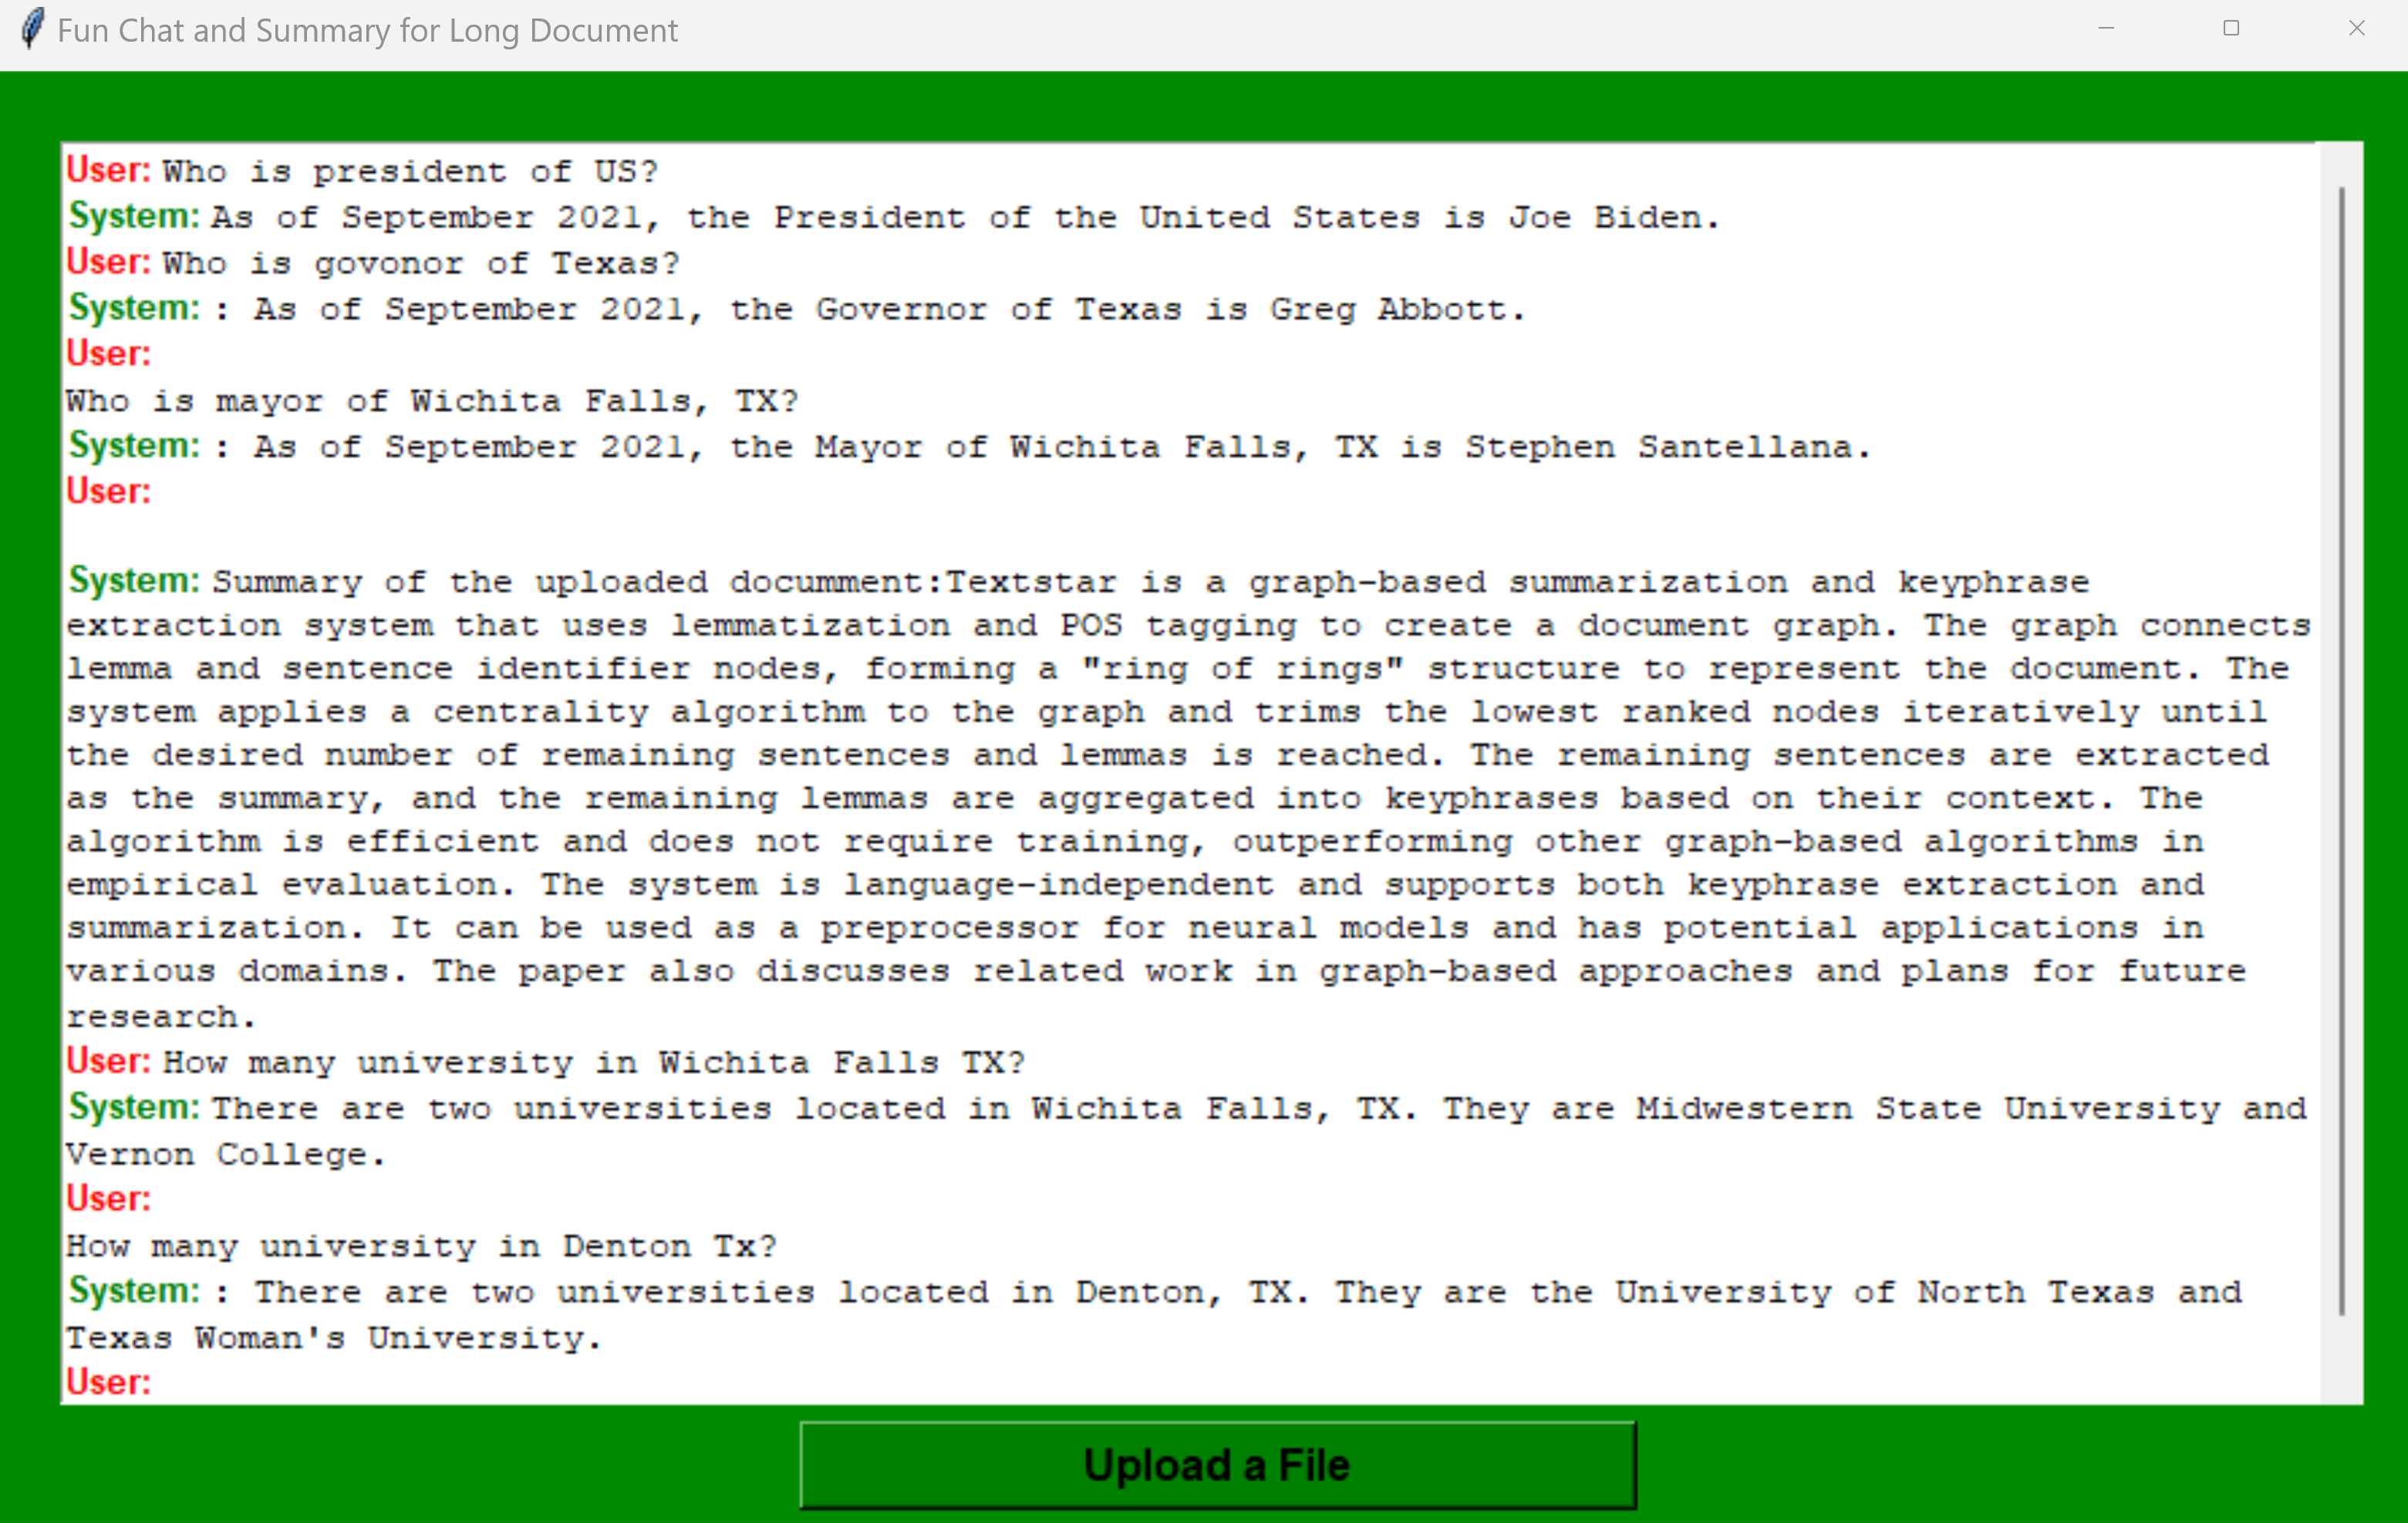 Fun Chat and Summary for Long Document
User: Who is president of US?
System: As of September 2021, the President of the United States is Joe Biden.
User: Who is govonor of Texas?
System: : As of September 2021, the Governor of Texas is Greg Abbott.
User:
Who is mayor of Wichita Falls, TX?
System: : As of September 2021, the Mayor of Wichita Falls, TX is Stephen Santellana.
User:
System: Summary of the uploaded documment:Textstar is a graph-based summarization and keyphrase
extraction system that uses lemmatization and POS tagging to create a document graph. The graph connects
lemma and sentence identifier nodes, forming a "ring of rings" structure to represent the document. The
system applies a centrality algorithm to the graph and trims the lowest ranked nodes iteratively until
the desired number of remaining sentences and lemmas is reached. The remaining sentences are extracted
as the summary, and the remaining lemmas are aggregated into keyphrases based on their context. The
algorithm is efficient and does not require training, outperforming other graph-based algorithms in
empirical evaluation. The system is language-independent and supports both keyphrase extraction and
summarization. It can be used as a preprocessor for neural models and has potential applications in
various domains. The paper also discusses related work in graph-based approaches and plans for future
research.
User: How many university in Wichita Falls TX?
System: There are two universities located in Wichita Falls, TX. They are Midwestern State University and
Vernon College.
User:
How many university in Denton Tx?
System: : There are two universities located in Denton, TX. They are the University of North Texas and
Texas Woman's University.
User:
Upload a File